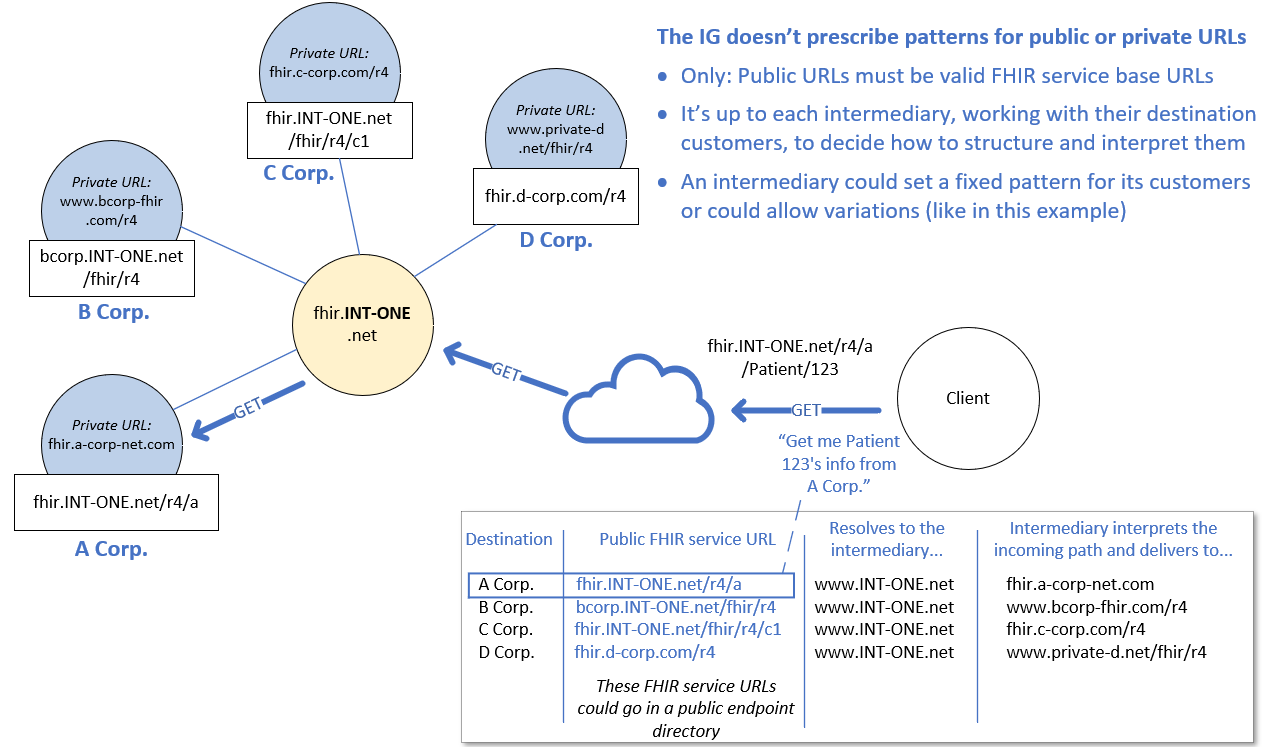 Private URL:
fhir.c-corp.com/r4
fhir.INT-ONE.net
/fhir/r4/c1
C Corp.
Private URL:
www.private-d
.net/fhir/r4
fhir.d-corp.com/r4
D Corp.
Private URL:
www.bcorp-fhir
.com/r4
bcorp.INT-ONE.net
/fhir/r4
B Corp.
fhir.INT-ONE
.net
Private URL:
fhir.a-corp-net.com
fhir.INT-ONE.net/r4/a
A Corp.
GET
GET
fhir.INT-ONE.net/r4/a
/Patient/123
GET
Client
“Get me Patient
123's info from
A Corp.”
The IG doesn’t prescribe patterns for public or private URLs
• Only: Public URLs must be valid FHIR service base URLs
• It’s up to each intermediary, working with their destination
customers, to decide how to structure and interpret them
• An intermediary could set a fixed pattern for its customers
or could allow variations (like in this example)
Destination
Public FHIR service URL
Resolves to the
intermediary...
Intermediary interprets the
incoming path and delivers to...
A Corp. fhir.INT-ONE.net/r4/a www.INT-ONE.net fhir.a-corp-net.com
B Corp. bcorp.INT-ONE.net/fhir/r4 www.INT-ONE.net www.bcorp-fhir.com/r4
C Corp. fhir.INT-ONE.net/fhir/r4/c1 www.INT-ONE.net fhir.c-corp.com/r4
D Corp. fhir.d-corp.com/r4 www.INT-ONE.net www.private-d.net/fhir/r4
These FHIR service URLs
could go in a public endpoint
directory